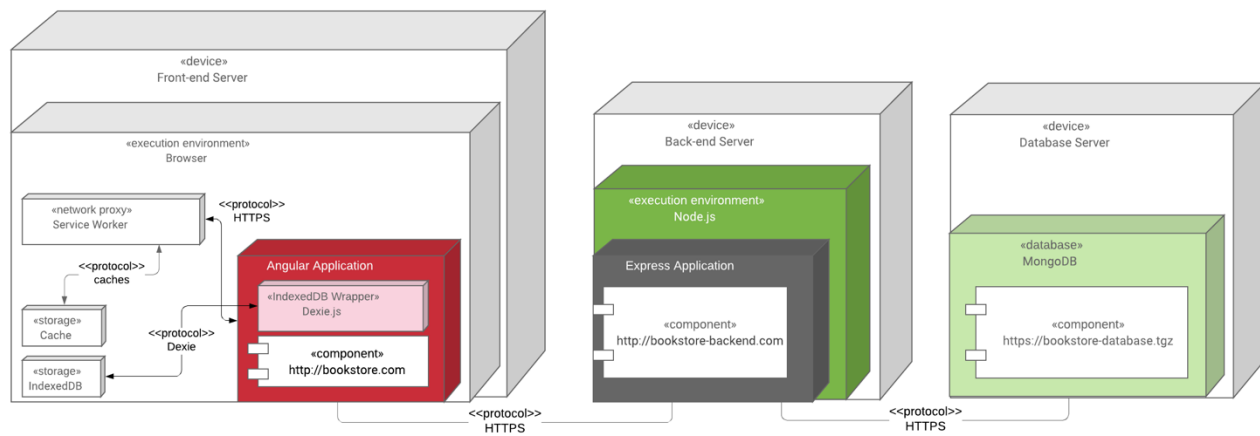 «device»
Front-end Server
«execution environment»
Browser
«network proxy»
Service Worker
<<protocol>>
HTTPS
<<protocol>>
caches
«storage»
Cache
<<protocol>>
Dexie
«storage»
IndexedDB
Angular Application
«IndexedDB Wrapper»
Dexie.js
«component»
http://bookstore.com
<<protocol>>
HTTPS
«device»
Back-end Server
«execution environment»
Node.js
Express Application
«component»
http://bookstore-backend.com
<<protocol>>
HTTPS
«device»
Database Server
«database»
MongoDB
«component»
https://bookstore-database.tgz